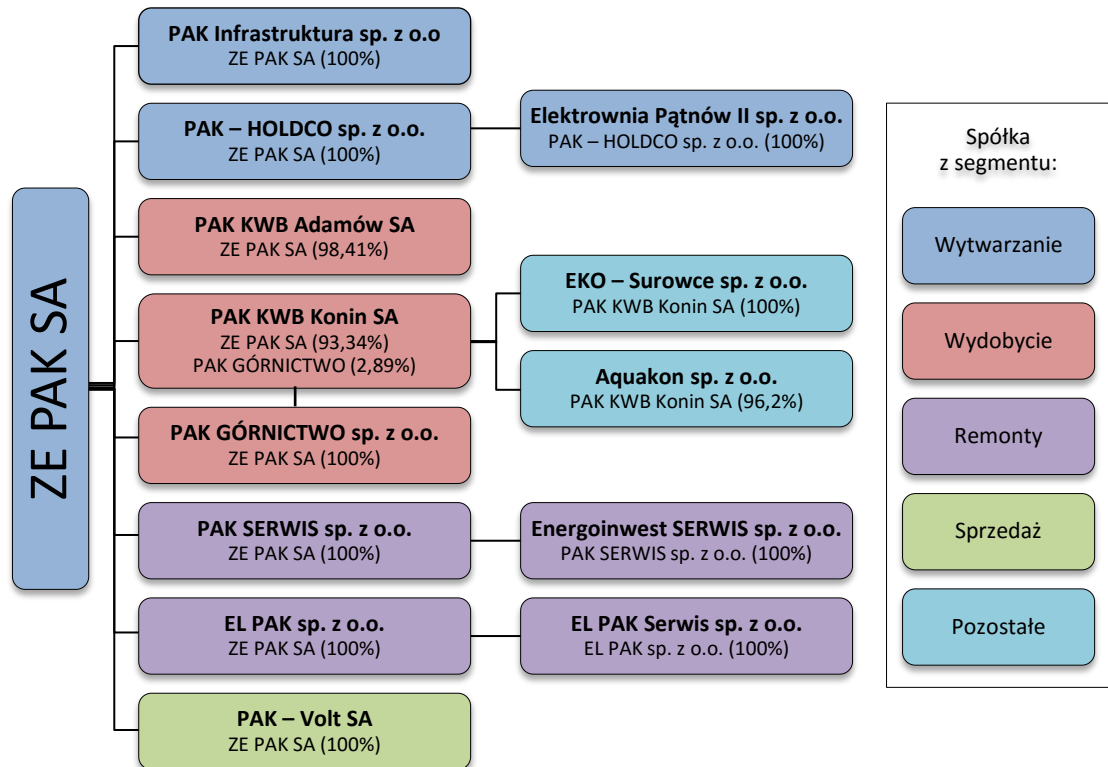 ZE PAK SA
PAK Infrastruktura sp. z o.o
ZE PAK SA (100%)
PAK – HOLDCO sp. z o.o.
ZE PAK SA (100%)
Elektrownia Pątnów II sp. z o.o.
PAK – HOLDCO sp. z o.o. (100%)
PAK KWB Adamów SA
ZE PAK SA (98,41%)
PAK KWB Konin SA
ZE PAK SA (93,34%)
PAK GÓRNICTWO (2,89%)
EKO – Surowce sp. z o.o.
PAK KWB Konin SA (100%)
Aquakon sp. z o.o.
PAK KWB Konin SA (96,2%)
PAK GÓRNICTWO sp. z o.o.
ZE PAK SA (100%)
PAK SERWIS sp. z o.o.
ZE PAK SA (100%)
Energoinwest SERWIS sp. z o.o.
PAK SERWIS sp. z o.o. (100%)
EL PAK sp. z o.o.
ZE PAK SA (100%)
EL PAK Serwis sp. z o.o.
EL PAK sp. z o.o. (100%)
PAK – Volt SA
ZE PAK SA (100%)
Spółka
z segmentu:
Wytwarzanie
Wydobycie
Remonty
Sprzedaż
Pozostałe